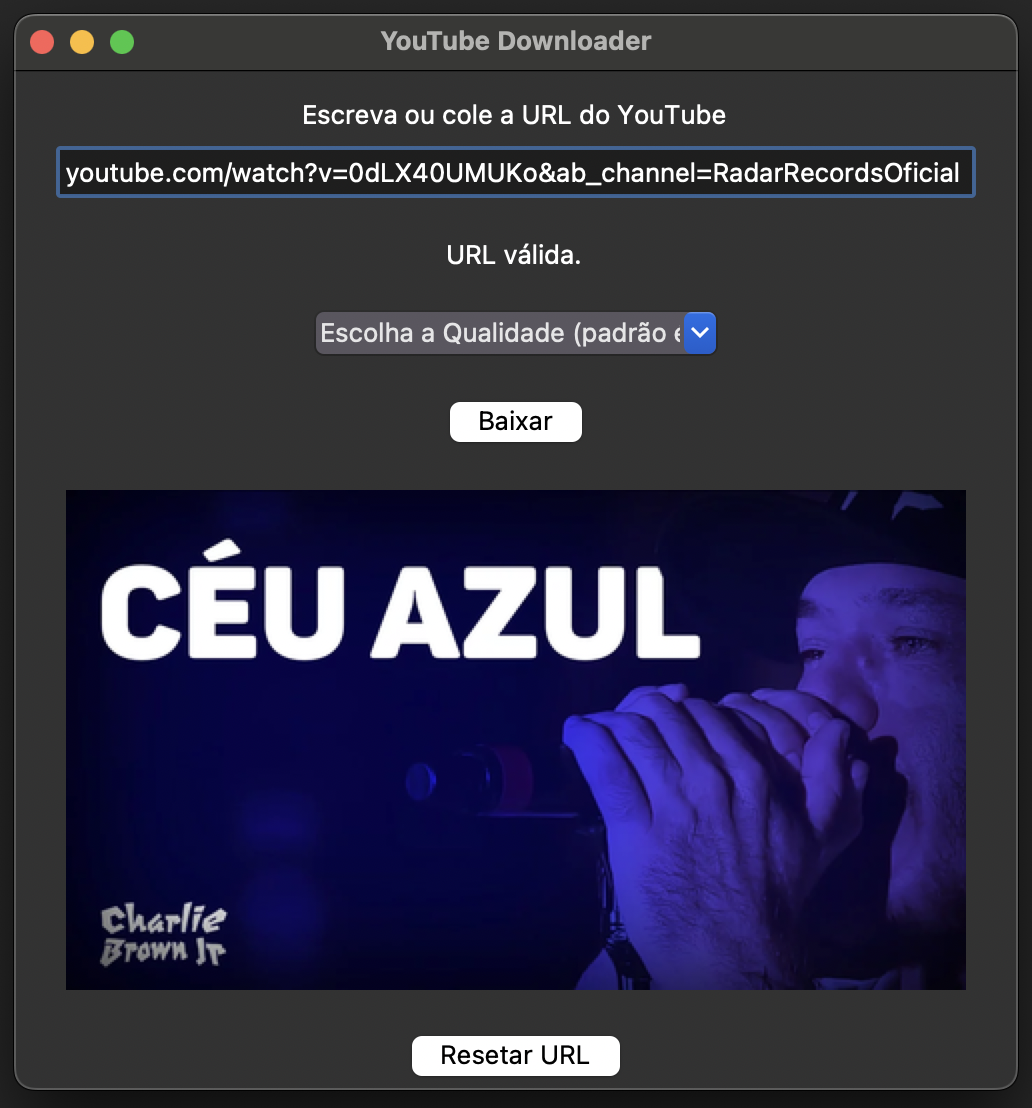 YouTube Downloader
Escreva ou cole a URL do YouTube
youtube.com/watch?v=0dLX40UMUKo&ab_channel=RadarRecordsOficial
URL válida.
Escolha a Qualidade (padrão é
Baixar
CÉU AZUL
Charlie
Brown Jr
Resetar URL